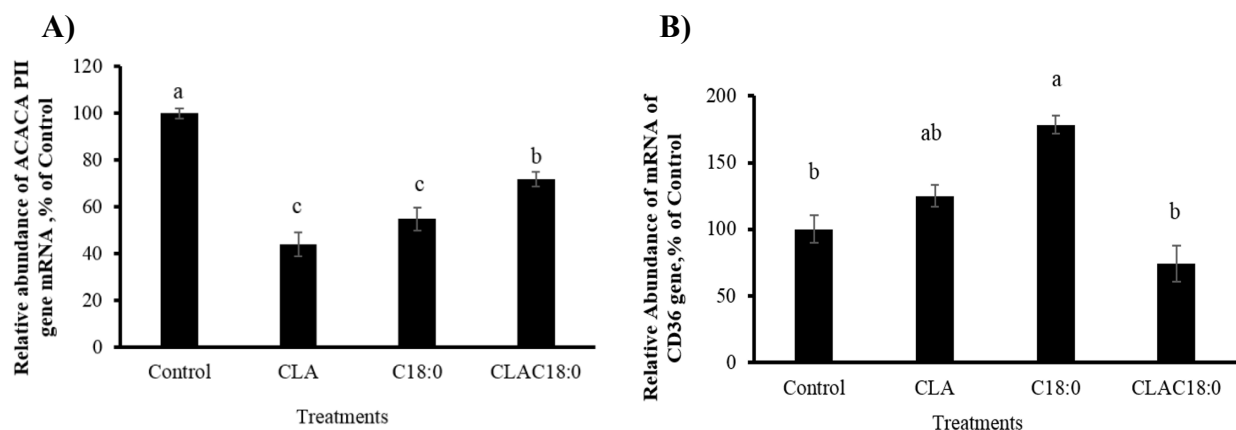 A)
Relative abundance of ACACA PII
gene mRNA ,% of Control
120
100
80
60
40
20
0
a
c
c
b
Control CLA C18:0 CLAC18:0
Treatments
B)
Relative Abundance of mRNA of
CD36 gene,% of Control
200
150
100
50
0
b
ab
a
b
Control CLA C18:0 CLAC18:0
Treatments